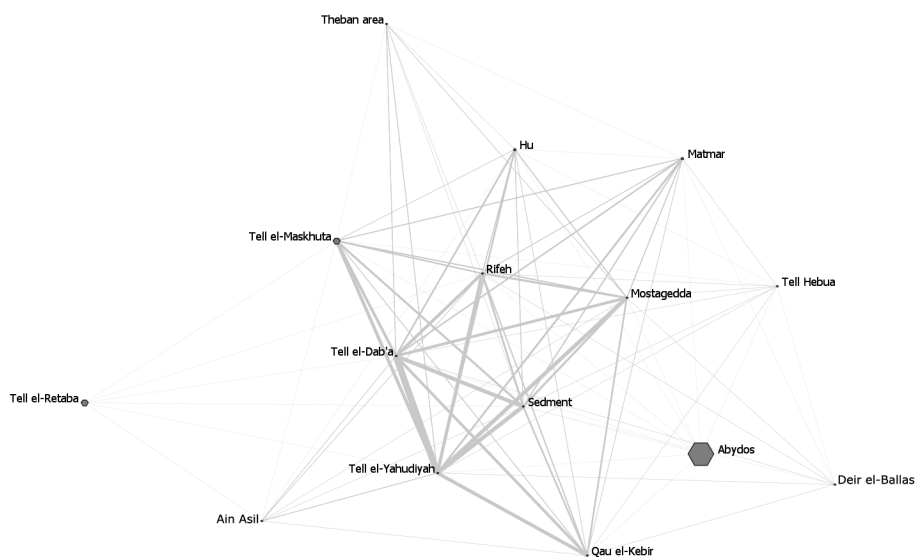 Theban area
Hu
Matmar
Tell el-Maskhuta
Rifeh
Tell Hebua
Mostagedda
Tell el-Dab'a
Tell el-Retaba
Sedment
Abydos
Tell el-Yahudiyah
Deir el-Ballas
Ain Asil
Qau el-Kebir